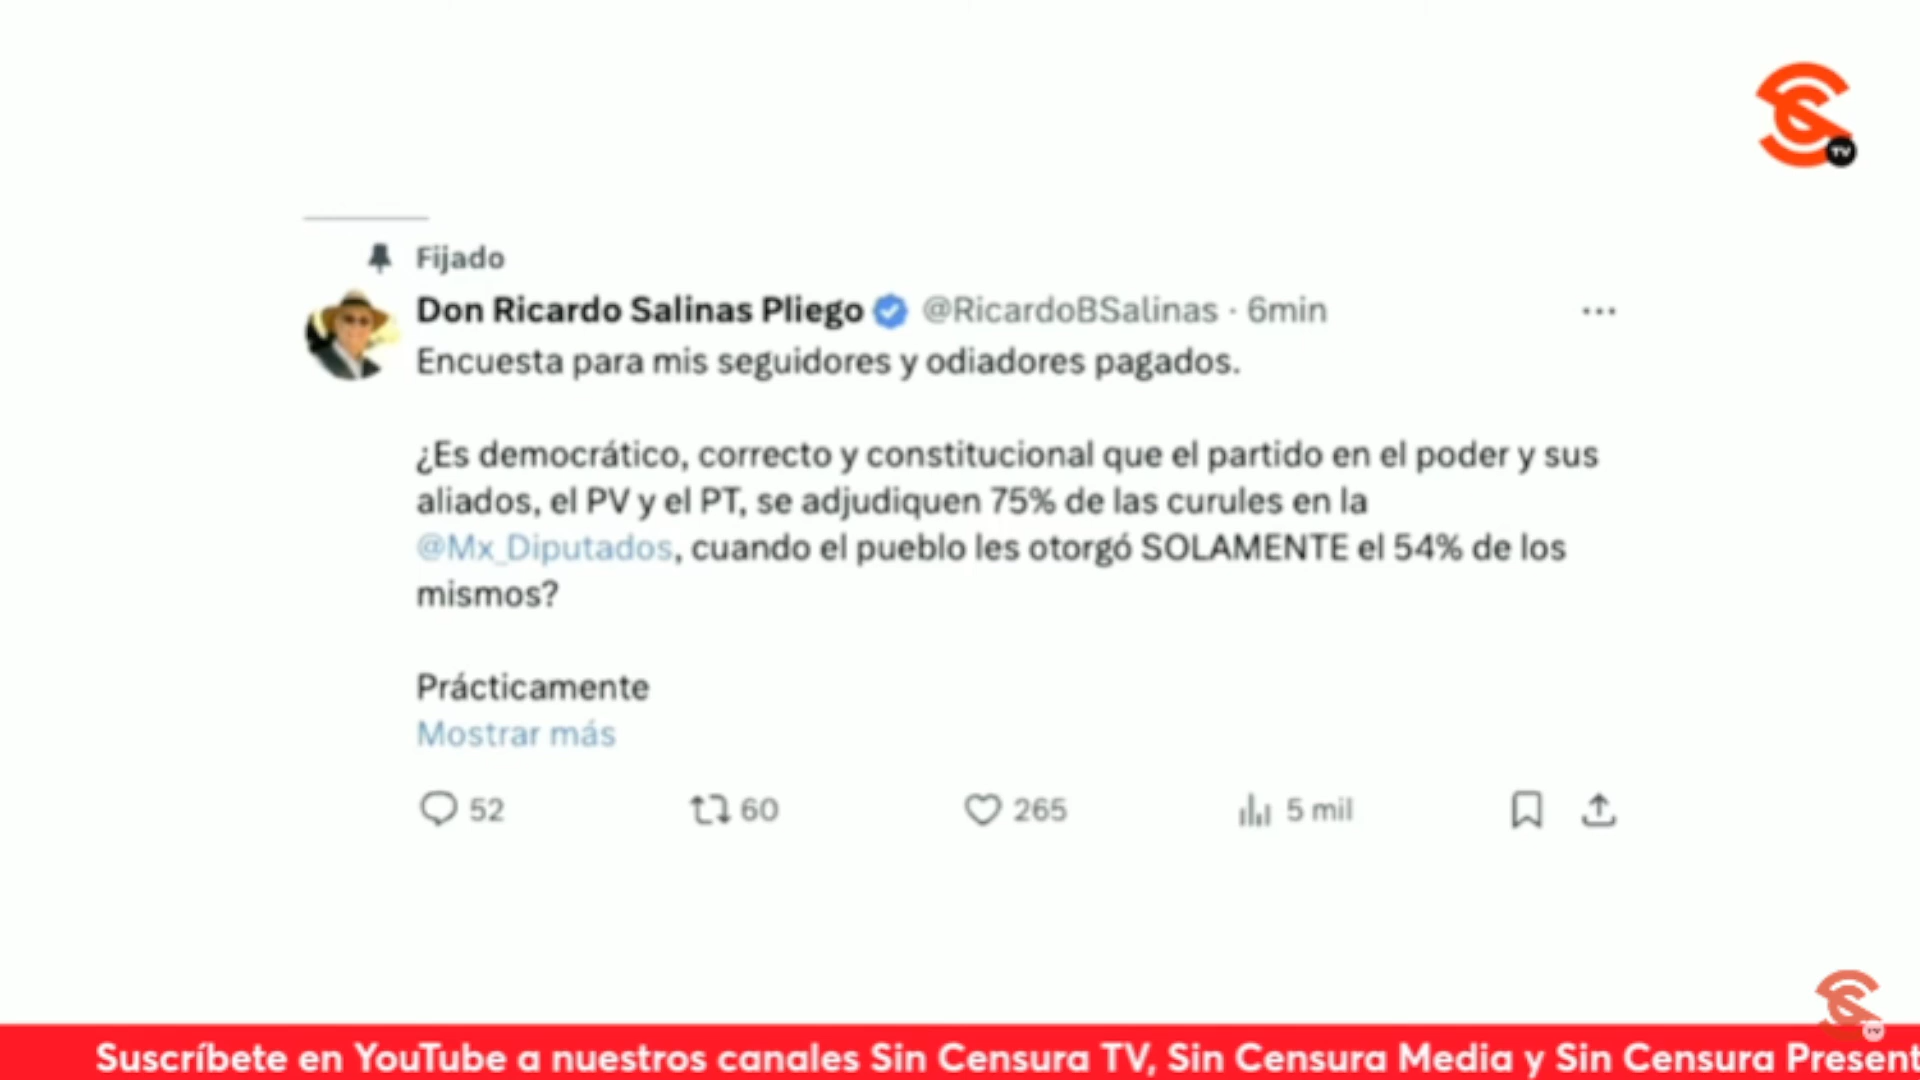 TV
Fijado
Don Ricardo Salinas Pliego @RicardoBSalinas · 6min
Encuesta para mis seguidores y odiadores pagados.
¿Es democrático, correcto y constitucional que el partido en el poder y sus
aliados, el PV y el PT, se adjudiquen 75% de las curules en la
@Mx_Diputados, cuando el pueblo les otorgó SOLAMENTE el 54% de los
mismos?
Prácticamente
Mostrar más
52 60 265 5 mil
TV
Suscríbete en YouTube a nuestros canales Sin Censura TV, Sin Censura Media y Sin Censura Present